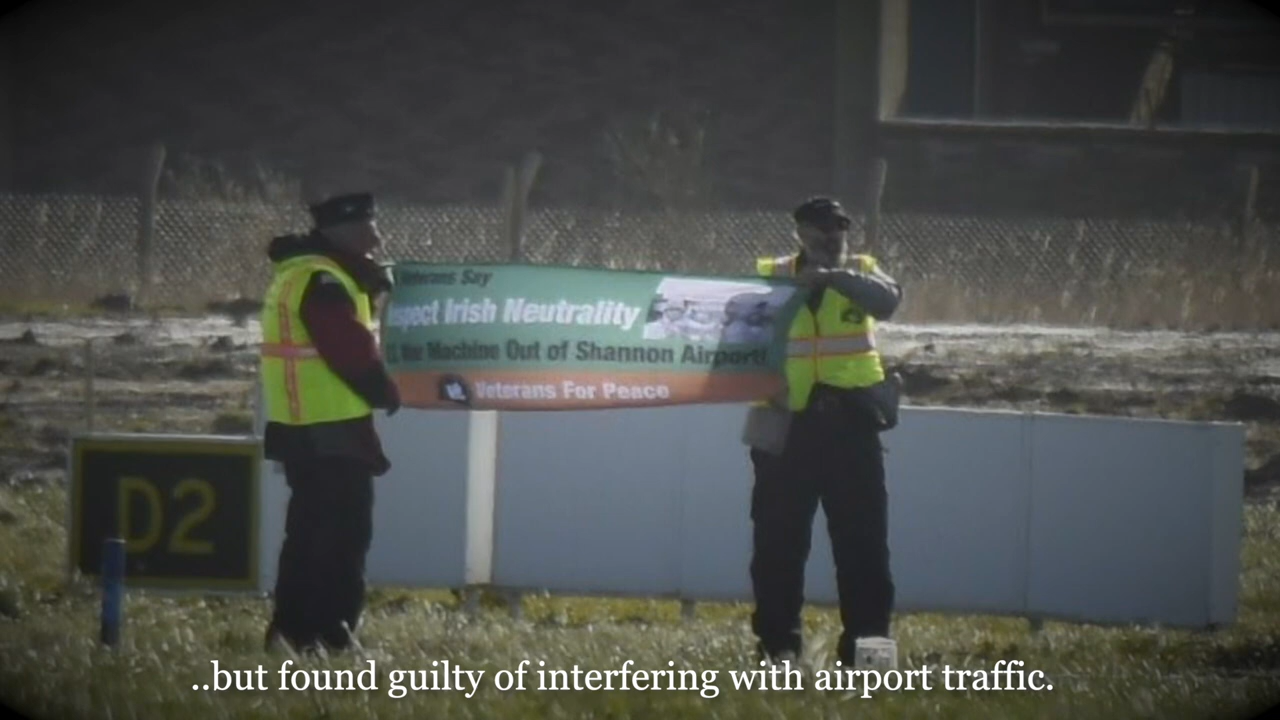 Veterans Say
Irish Neutrality
Machine Out of Shannon Airport!
Veterans For Peace
D2
..but found guilty of interfering with airport traffic.